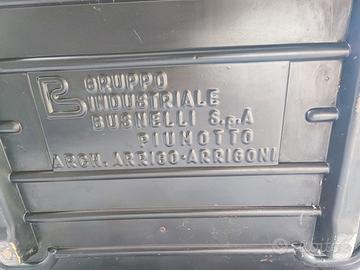 GRUPPO
INDUSTRIALE
BUSNELLI S.p.A
PIUMOTTO
ARCH. ARRIGO-ARRIGONI